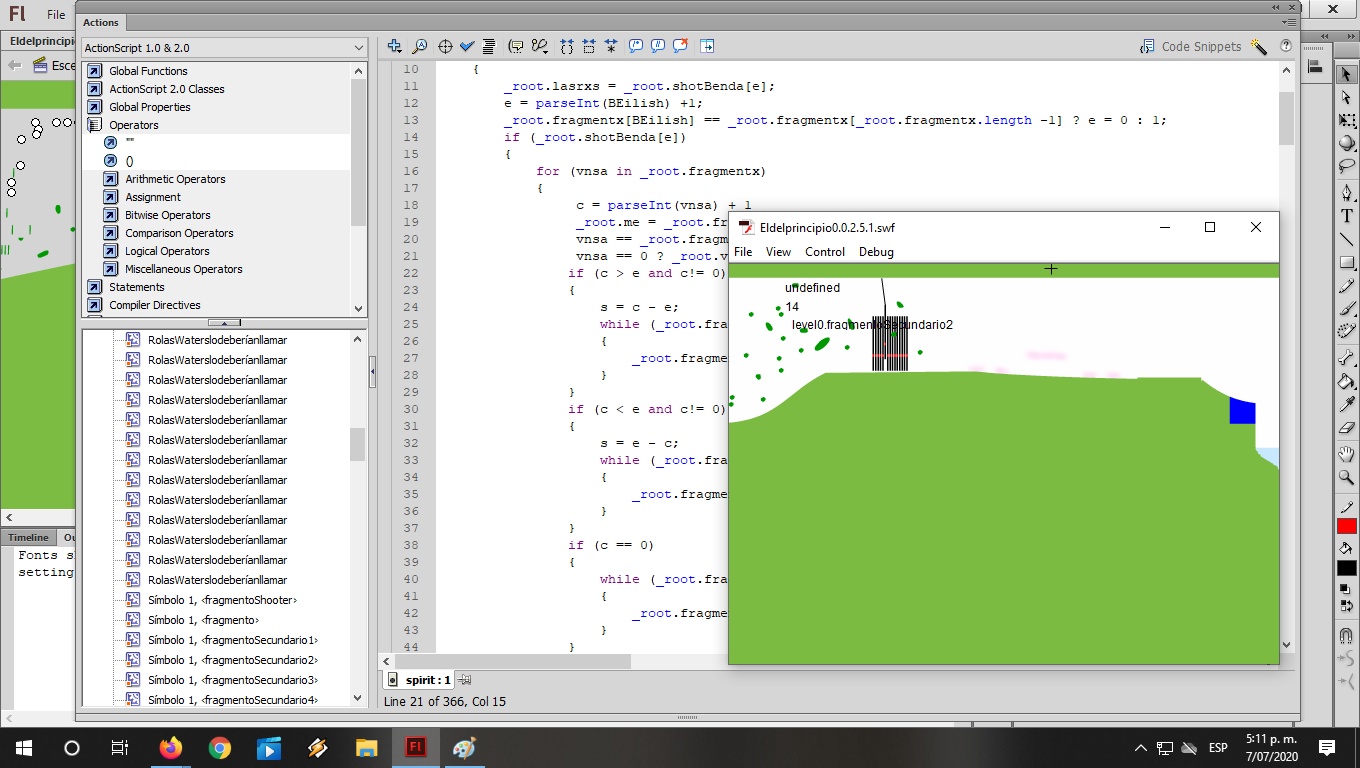 Fl File
Actions
Eldelprincipio
Esce
ActionScript 1.0 & 2.0
Global Functions
ActionScript 2.0 Classes
Global Properties
Operators
""
()
Arithmetic Operators
Assignment
Bitwise Operators
Comparison Operators
Logical Operators
Miscellaneous Operators
Statements
Compiler Directives
RolasWaterslodeberíanllamar
RolasWaterslodeberíanllamar
RolasWaterslodeberíanllamar
RolasWaterslodeberíanllamar
RolasWaterslodeberíanllamar
RolasWaterslodeberíanllamar
RolasWaterslodeberíanllamar
RolasWaterslodeberíanllamar
RolasWaterslodeberíanllamar
RolasWaterslodeberíanllamar
RolasWaterslodeberíanllamar
RolasWaterslodeberíanllamar
RolasWaterslodeberíanllamar
Símbolo 1, <fragmentoShooter>
Símbolo 1, <fragmento>
Símbolo 1, <fragmentoSecundario1>
Símbolo 1, <fragmentoSecundario2>
Símbolo 1, <fragmentoSecundario3>
Símbolo 1, <fragmentoSecundario4>
Timeline Ou
Fonts s
setting
Code Snippets
10 {
11 _root.lasrxs = _root.shotBenda[e];
12 e = parseInt(BEilish) +1;
13 _root.fragmentx[BEilish] == _root.fragmentx[_root.fragmentx.length -1] ? e = 0 : 1;
14 if (_root.shotBenda[e])
15 {
16 for (vnsa in _root.fragmentx)
17 {
18 c = parseInt(vnsa) + 1
19 _root.me = _root.fr
20 vnsa == _root.fragm
21 vnsa == 0 ? _root.v
22 if (c > e and c!= 0)
23 {
24 s = c - e;
25 while (_root.fra
26 {
27 _root.fragme
28 }
29 }
30 if (c < e and c!= 0)
31 {
32 s = e - c;
33 while (_root.fra
34 {
35 _root.fragme
36 }
37 }
38 if (c == 0)
39 {
40 while (_root.fra
41 {
42 _root.fragme
43 }
44 }
spirit : 1
Line 21 of 366, Col 15
Eldelprincipio0.0.2.5.1.swf
File View Control Debug
undefined
14
level0.fragmentoSecundario2
Fl
ESP
5:11 p. m.
7/07/2020